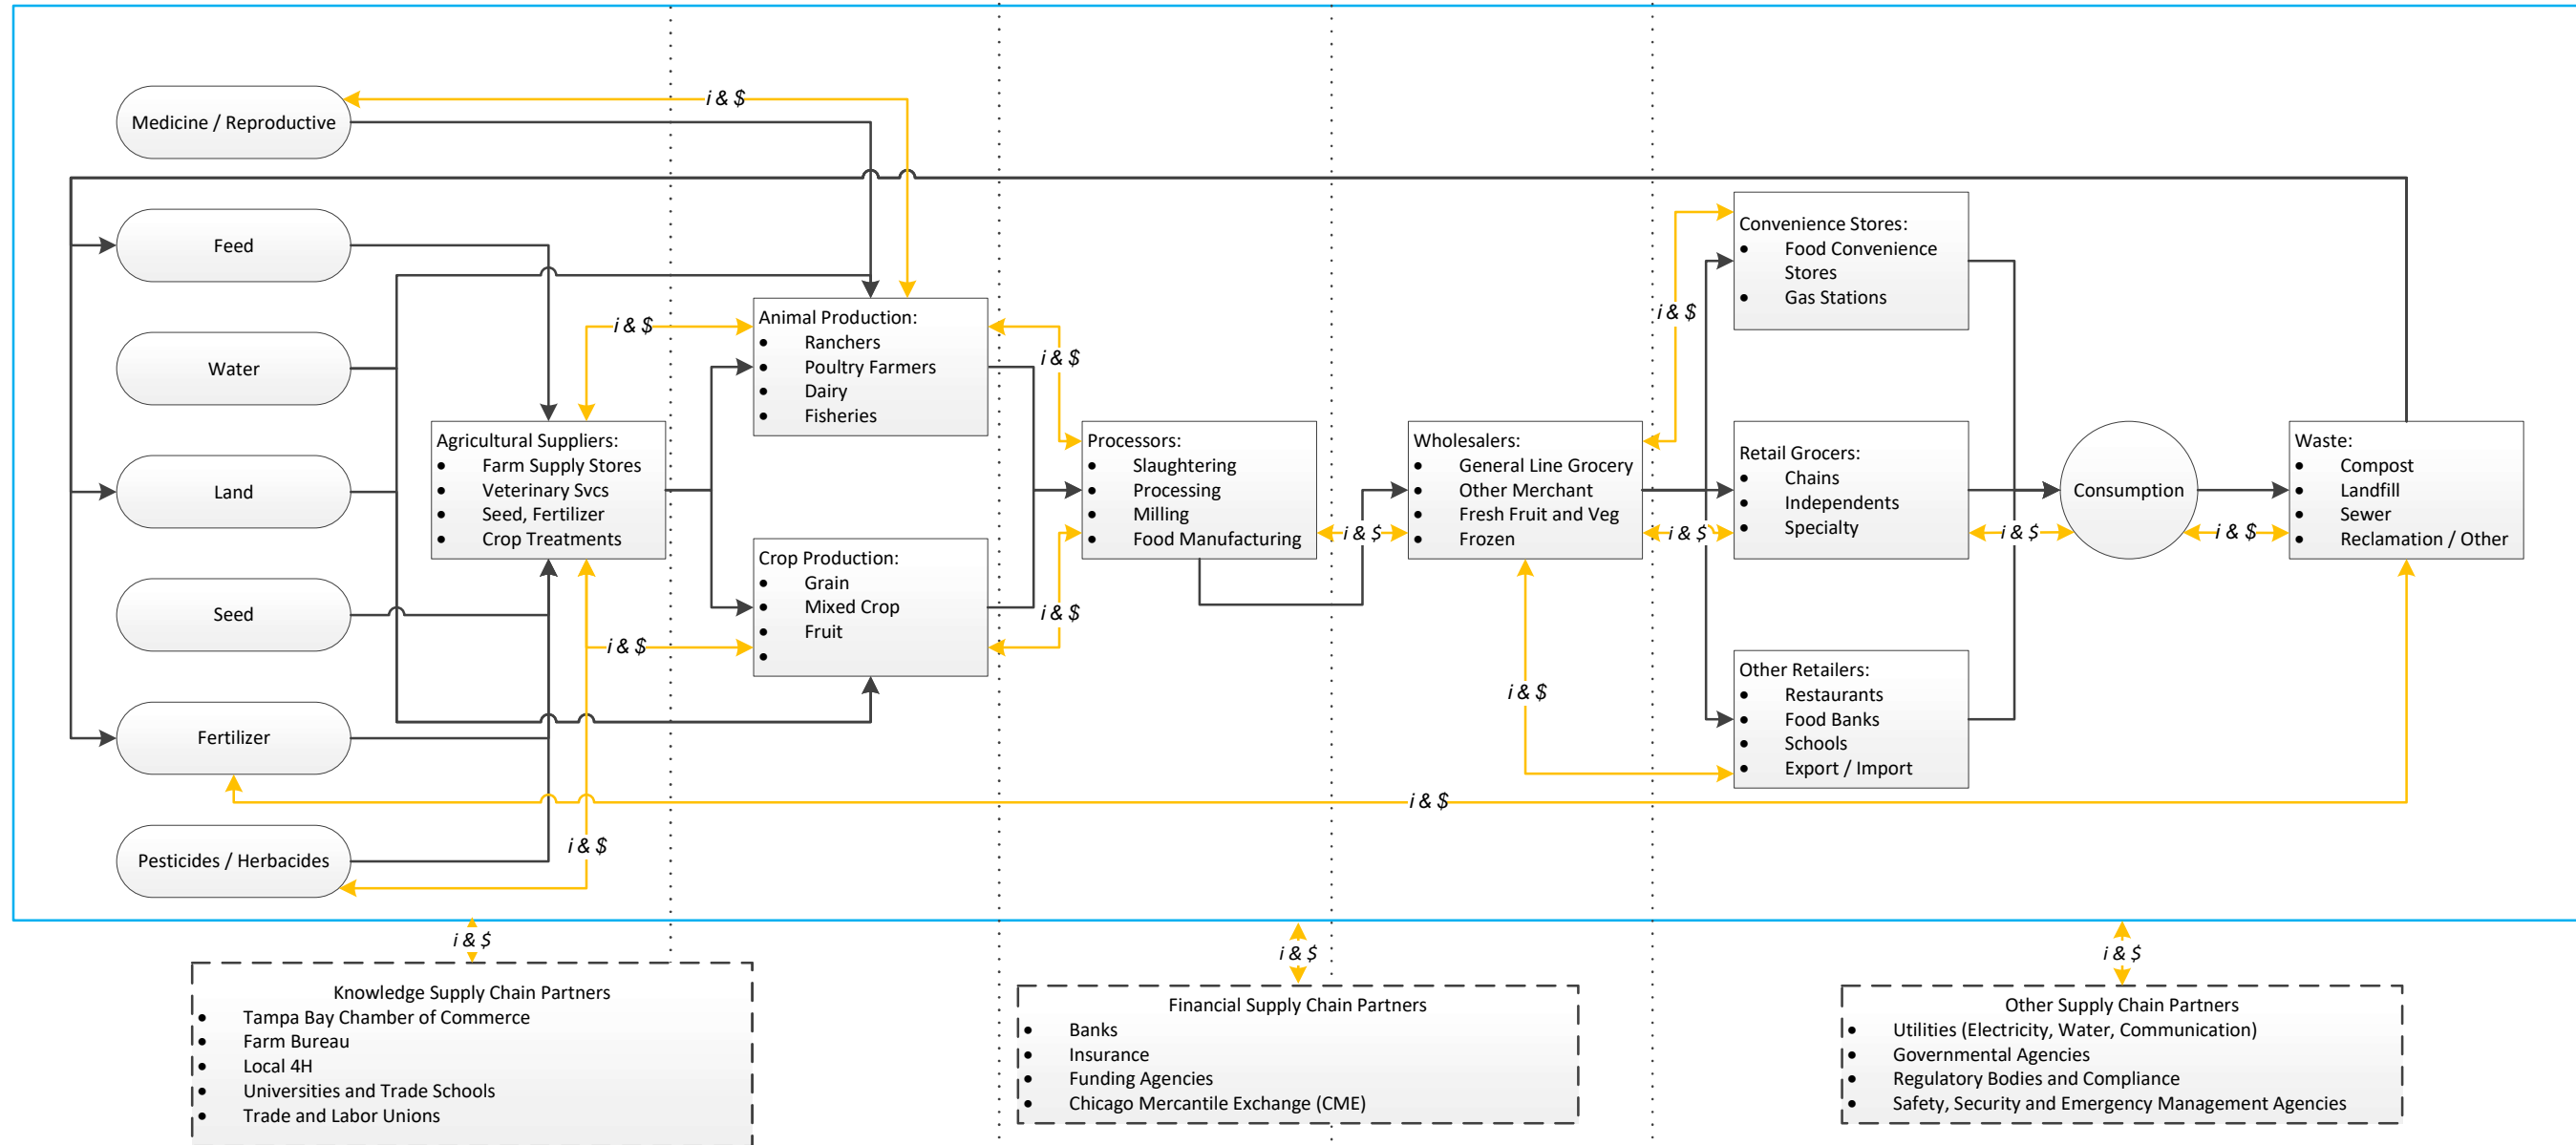 i & $
Medicine / Reproductive
Feed
Water
Land
Seed
Fertilizer
Pesticides / Herbacides
Agricultural Suppliers:
• Farm Supply Stores
• Veterinary Svcs
• Seed, Fertilizer
• Crop Treatments
i & $
i & $
i & $
Animal Production:
• Ranchers
• Poultry Farmers
• Dairy
• Fisheries
Crop Production:
• Grain
• Mixed Crop
• Fruit
•
i & $
i & $
Processors:
• Slaughtering
• Processing
• Milling
• Food Manufacturing
i & $
Wholesalers:
• General Line Grocery
• Other Merchant
• Fresh Fruit and Veg
• Frozen
i & $
i & $
i & $
i & $
Convenience Stores:
• Food Convenience
Stores
• Gas Stations
Retail Grocers:
• Chains
• Independents
• Specialty
Other Retailers:
• Restaurants
• Food Banks
• Schools
• Export / Import
i & $
Consumption
i & $
Waste:
• Compost
• Landfill
• Sewer
• Reclamation / Other
i & $
Knowledge Supply Chain Partners
• Tampa Bay Chamber of Commerce
• Farm Bureau
• Local 4H
• Universities and Trade Schools
• Trade and Labor Unions
i & $
Financial Supply Chain Partners
• Banks
• Insurance
• Funding Agencies
• Chicago Mercantile Exchange (CME)
i & $
Other Supply Chain Partners
• Utilities (Electricity, Water, Communication)
• Governmental Agencies
• Regulatory Bodies and Compliance
• Safety, Security and Emergency Management Agencies